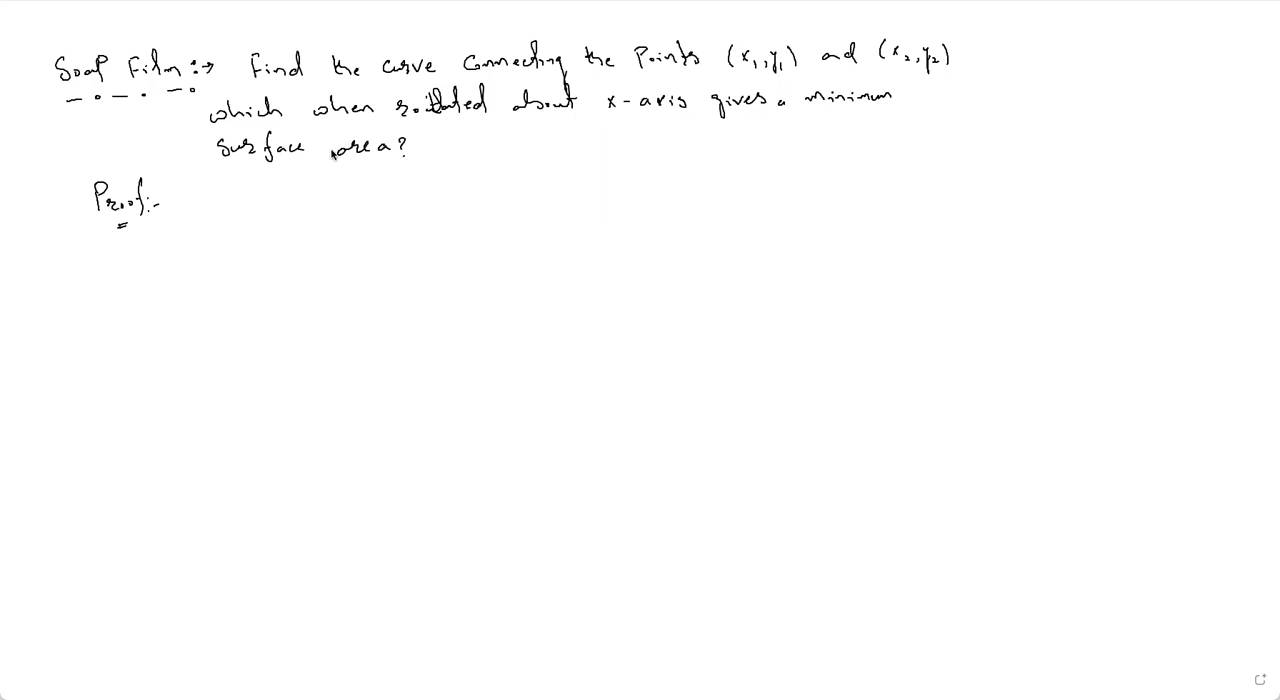 Soap Film :→ Find the curve connecting the Points (x₁, y₁) and (x₂, y₂)
which when rotated about x-axis gives a minimum
surface area?
Proof:-